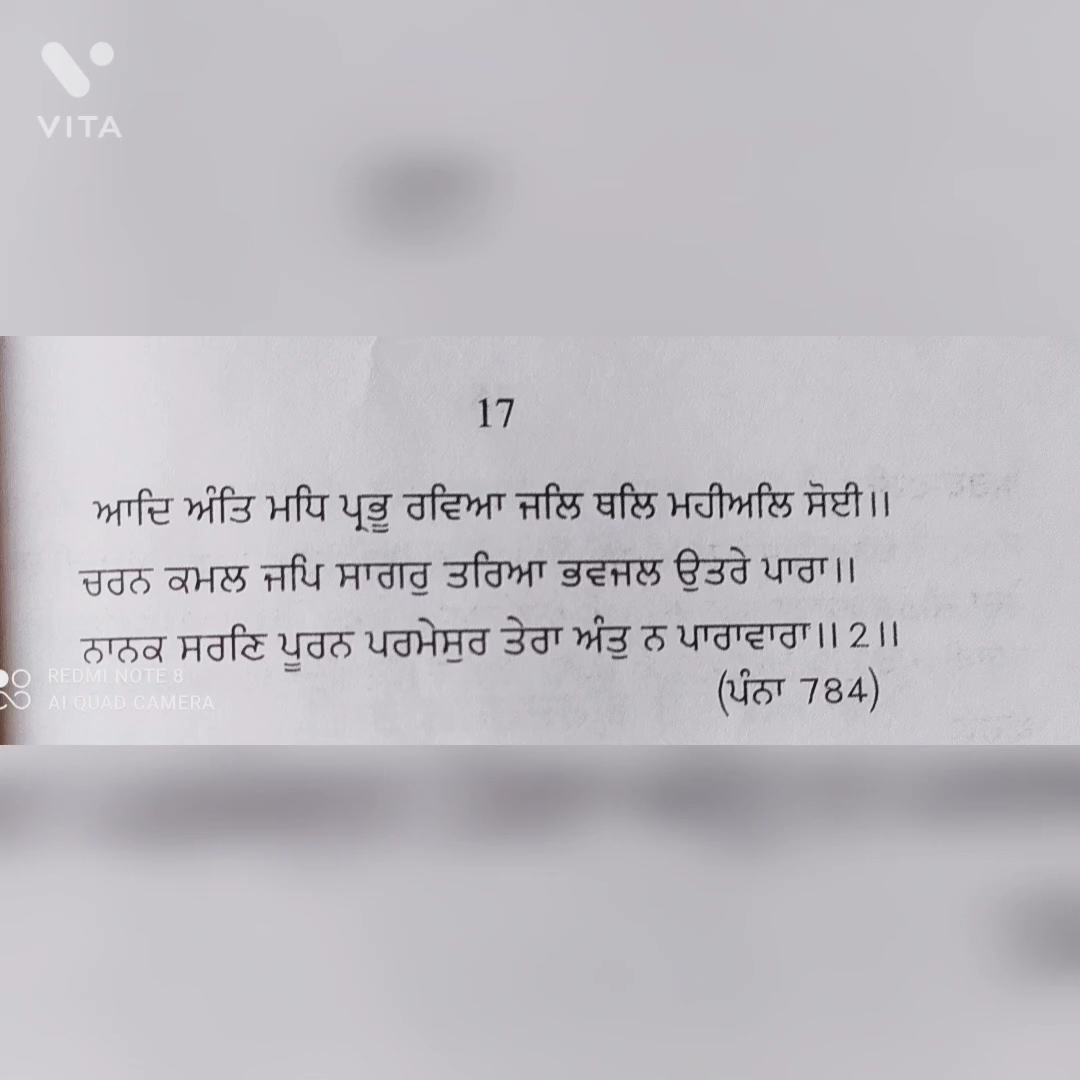 VITA
17
ਆਦਿ ਅੰਤਿ ਮਧਿ ਪ੍ਰਭੂ ਰਵਿਆ ਜਲਿ ਥਲਿ ਮਹੀਅਲਿ ਸੋਈ।।
ਚਰਨ ਕਮਲ ਜਪਿ ਸਾਗਰੁ ਤਰਿਆ ਭਵਜਲ ਉਤਰੇ ਪਾਰਾ।।
ਨਾਨਕ ਸਰਣਿ ਪੂਰਨ ਪਰਮੇਸੁਰ ਤੇਰਾ ਅੰਤੁ ਨ ਪਾਰਾਵਾਰਾ।। 2 ।।
(ਪੰਨਾ 784)
REDMI NOTE 8
AI QUAD CAMERA